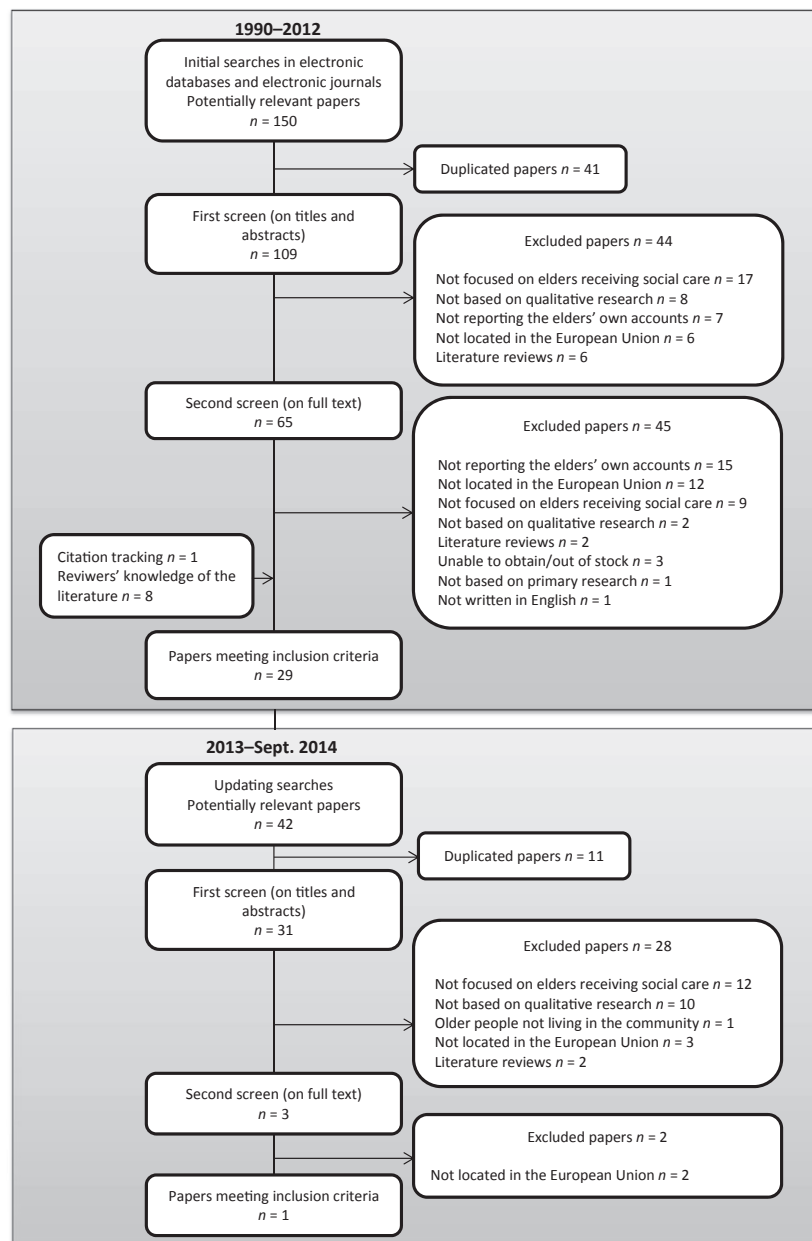 1990–2012
Initial searches in electronic
databases and electronic journals
Potentially relevant papers
n = 150
Duplicated papers n = 41
First screen (on titles and
abstracts)
n = 109
Excluded papers n = 44
Not focused on elders receiving social care n = 17
Not based on qualitative research n = 8
Not reporting the elders’ own accounts n = 7
Not located in the European Union n = 6
Literature reviews n = 6
Second screen (on full text)
n = 65
Excluded papers n = 45
Not reporting the elders’ own accounts n = 15
Not located in the European Union n = 12
Not focused on elders receiving social care n = 9
Not based on qualitative research n = 2
Literature reviews n = 2
Unable to obtain/out of stock n = 3
Not based on primary research n = 1
Not written in English n = 1
Citation tracking n = 1
Reviwers’ knowledge of the
literature n = 8
Papers meeting inclusion criteria
n = 29
2013–Sept. 2014
Updating searches
Potentially relevant papers
n = 42
Duplicated papers n = 11
First screen (on titles and
abstracts)
n = 31
Excluded papers n = 28
Not focused on elders receiving social care n = 12
Not based on qualitative research n = 10
Older people not living in the community n = 1
Not located in the European Union n = 3
Literature reviews n = 2
Second screen (on full text)
n = 3
Excluded papers n = 2
Not located in the European Union n = 2
Papers meeting inclusion criteria
n = 1